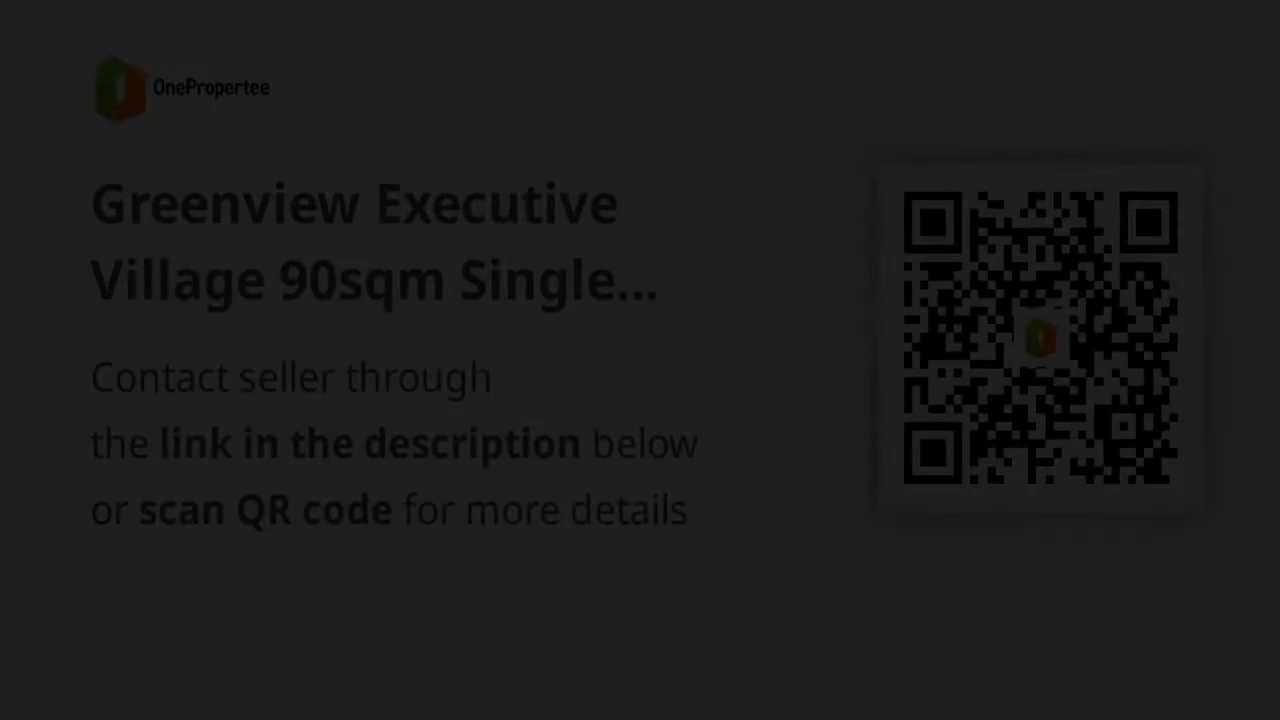 OnePropertee
Greenview Executive
Village 90sqm Single...
Contact seller through
the link in the description below
or scan QR code for more details